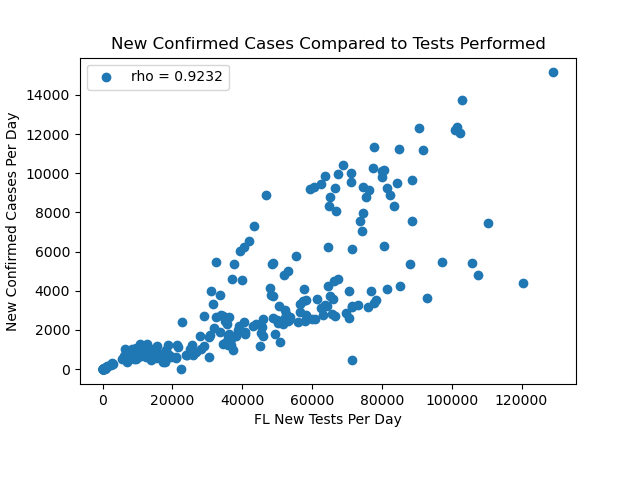 New Confirmed Cases Compared to Tests Performed
rho = 0.9232
14000
12000
10000
8000
6000
4000
2000
0
New Confirmed Caeses Per Day
0 20000 40000 60000 80000 100000 120000
FL New Tests Per Day